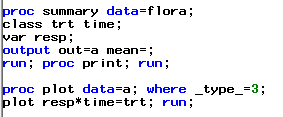 proc summary data=flora;
class trt time;
var resp;
output out=a mean=;
run; proc print; run;
proc plot data=a; where _type_=3;
plot resp*time=trt; run;